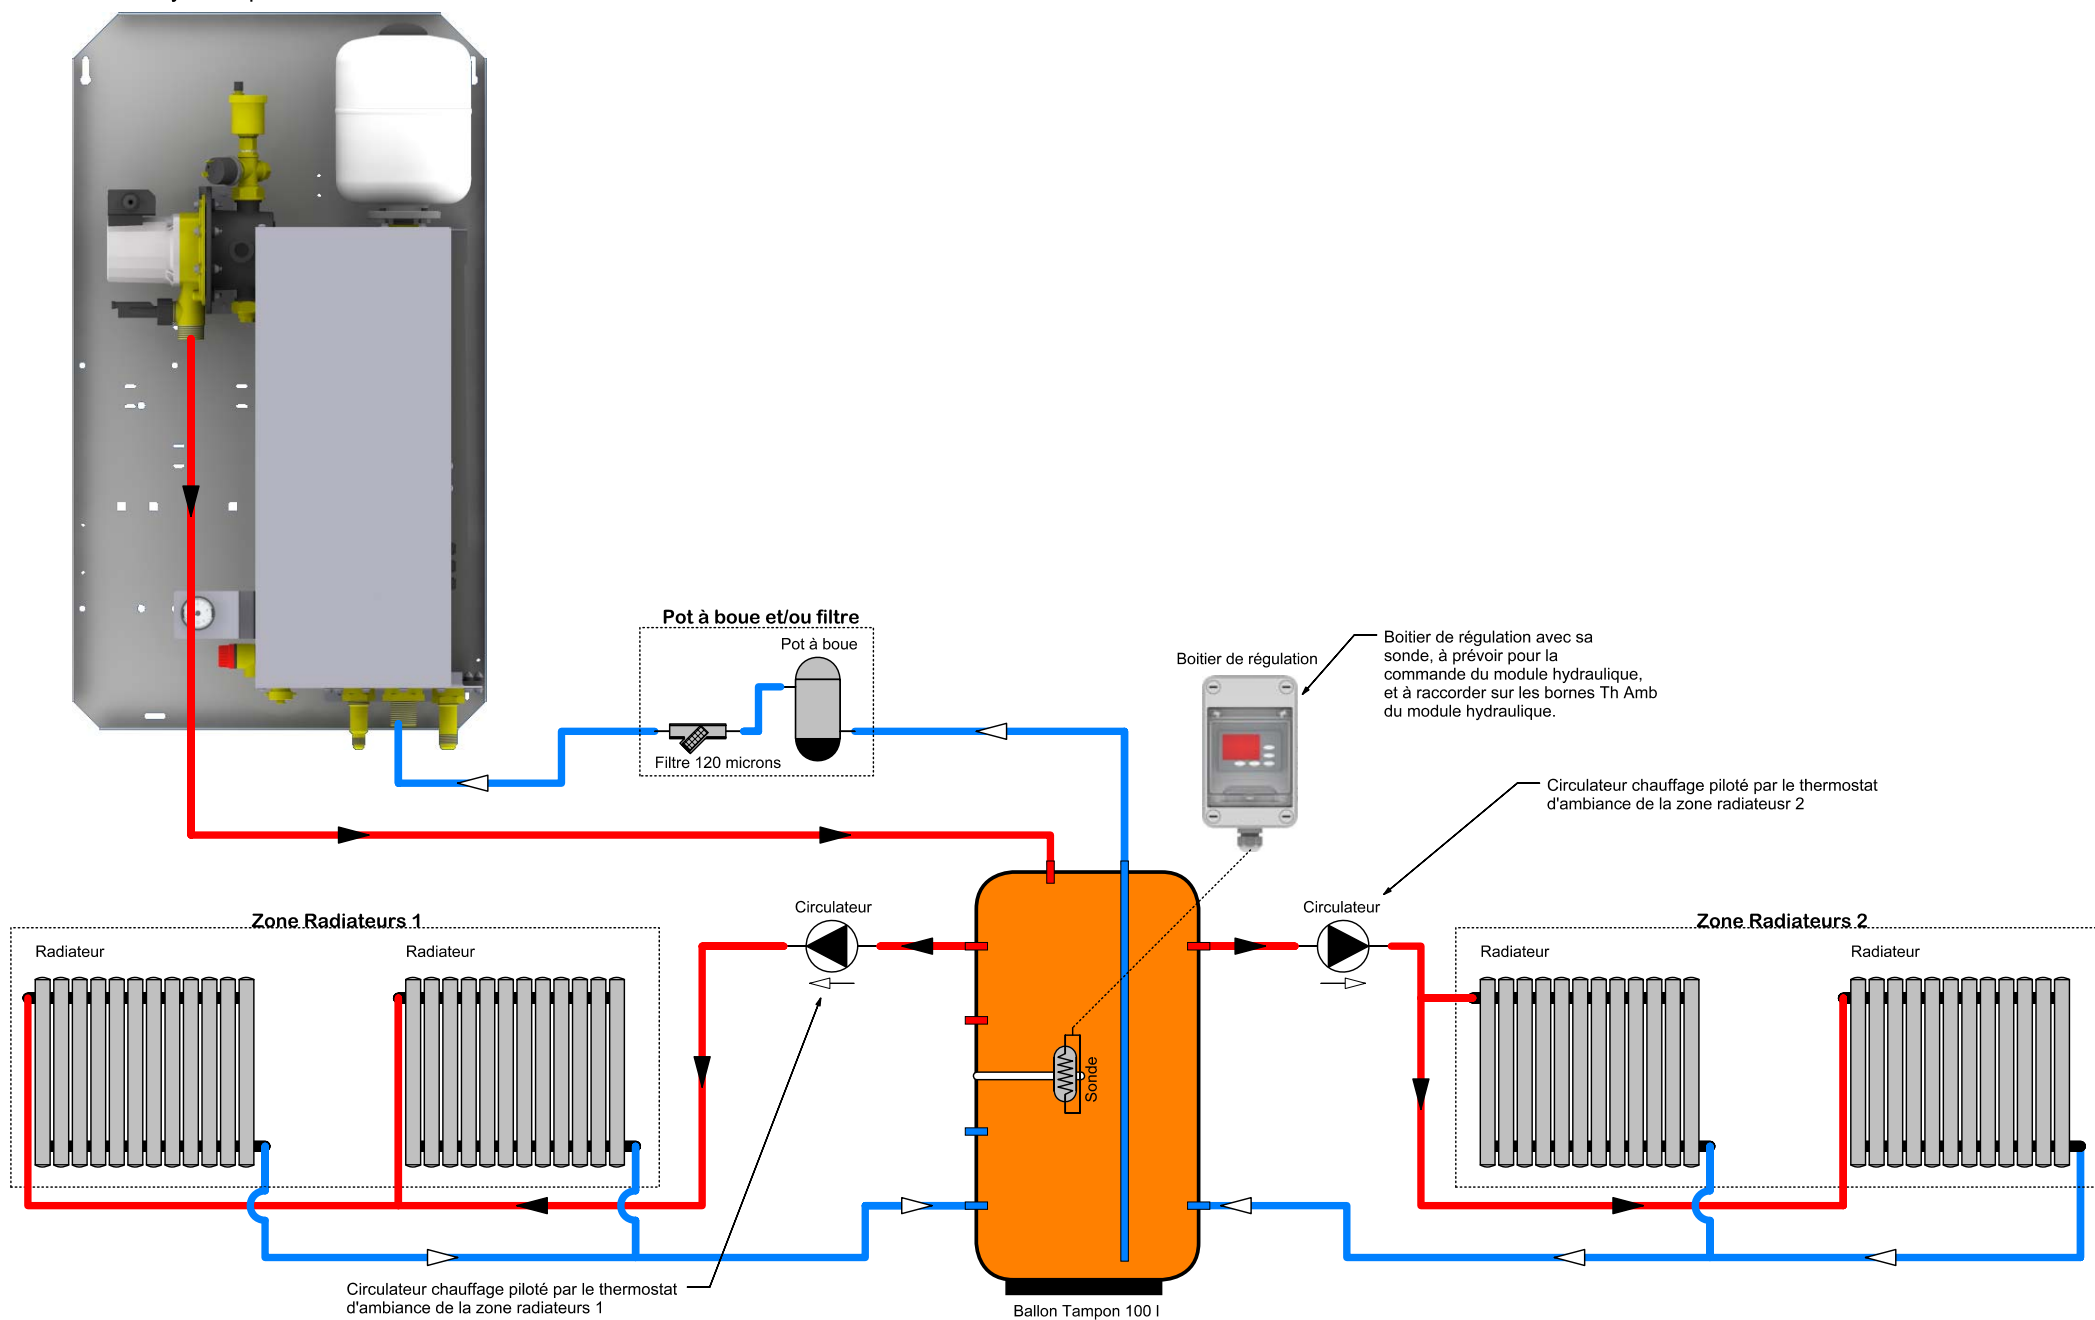 Pot à boue et/ou filtre
Pot à boue
Filtre 120 microns
Boitier de régulation
Boitier de régulation avec sa
sonde, à prévoir pour la
commande du module hydraulique,
et à raccorder sur les bornes Th Amb
du module hydraulique.
Circulateur chauffage piloté par le thermostat
d'ambiance de la zone radiateusr 2
Zone Radiateurs 1
Radiateur
Radiateur
Circulateur
Circulateur
Zone Radiateurs 2
Radiateur
Radiateur
Sonde
Circulateur chauffage piloté par le thermostat
d'ambiance de la zone radiateurs 1
Ballon Tampon 100 l